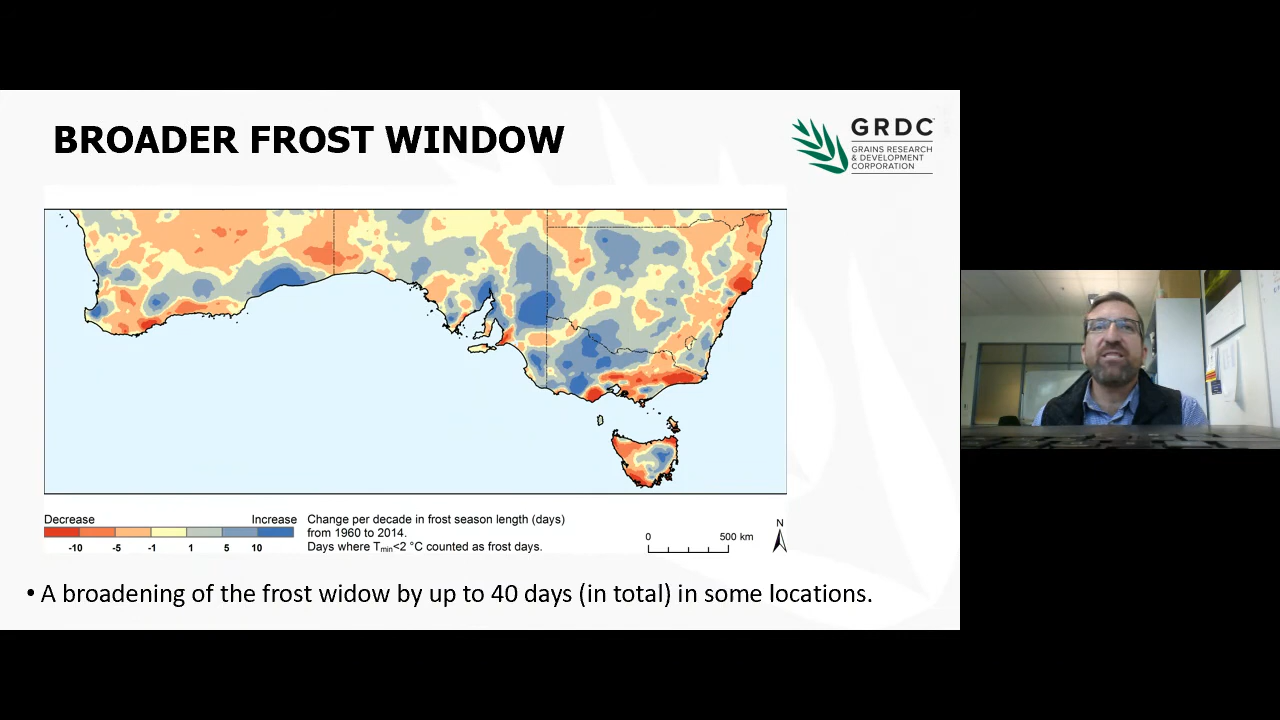 BROADER FROST WINDOW
GRDC
GRAINS RESEARCH
& DEVELOPMENT
CORPORATION
Decrease
Increase
-10 -5 -1 1 5 10
Change per decade in frost season length (days)
from 1960 to 2014.
Days where Tmin<2 °C counted as frost days.
0 500 km
N
• A broadening of the frost widow by up to 40 days (in total) in some locations.